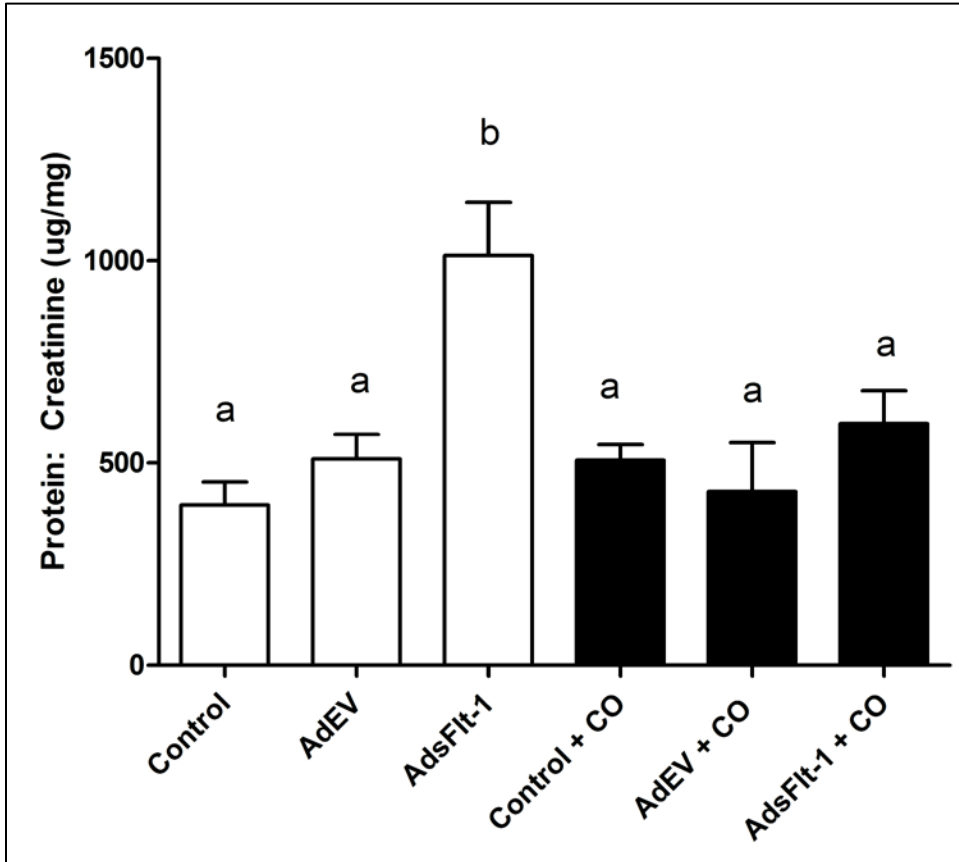 1500
1000
500
0
Protein: Creatinine (ug/mg)
a
a
b
a
a
a
Control
AdEV
AdsFlt-1
Control + CO
AdEV + CO
AdsFlt-1 + CO